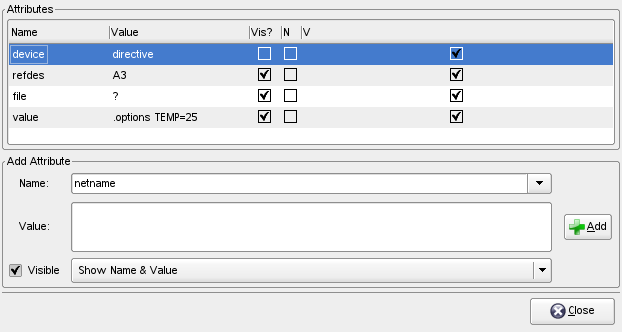 Attributes
Name Value Vis? N V
device directive
refdes A3
file ?
value .options TEMP=25
Add Attribute
Name: netname
Value:
Add
Visible Show Name & Value
Close